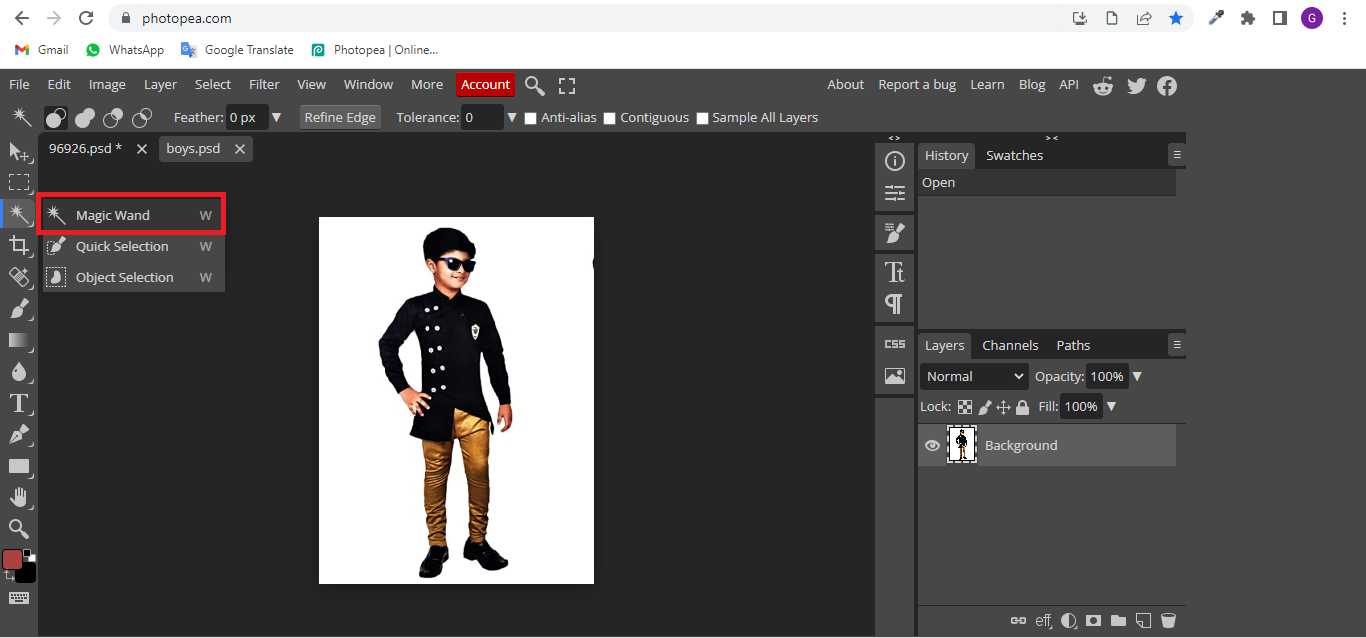 photopea.com
G
Gmail WhatsApp Google Translate Photopea | Online...
File Edit Image Layer Select Filter View Window More Account About Report a bug Learn Blog API
Feather: 0 px Refine Edge Tolerance: 0 Anti-alias Contiguous Sample All Layers
96926.psd * boys.psd
History Swatches
Open
Magic Wand W
Quick Selection W
Object Selection W
CSS
Layers Channels Paths
Normal Opacity: 100%
Lock: Fill: 100%
Background
eff